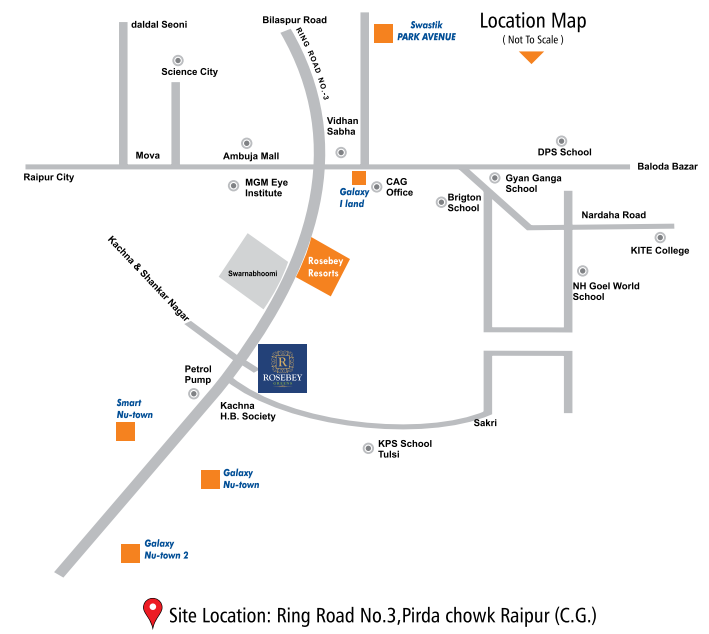 Location Map
( Not To Scale )
daldal Seoni
Bilaspur Road
Swastik
PARK AVENUE
RING ROAD NO.-3
Science City
Vidhan
Sabha
Mova
Ambuja Mall
DPS School
Raipur City
Baloda Bazar
MGM Eye
Institute
Galaxy
I land
CAG
Office
Gyan Ganga
School
Brigton
School
Nardaha Road
KITE College
Kachna & Shankar Nagar
Swarnabhoomi
Rosebey
Resorts
NH Goel World
School
R
ROSEBEY
Petrol
Pump
Smart
Nu-town
Kachna
H.B. Society
Sakri
KPS School
Tulsi
Galaxy
Nu-town
Galaxy
Nu-town 2
Site Location: Ring Road No.3,Pirda chowk Raipur (C.G.)